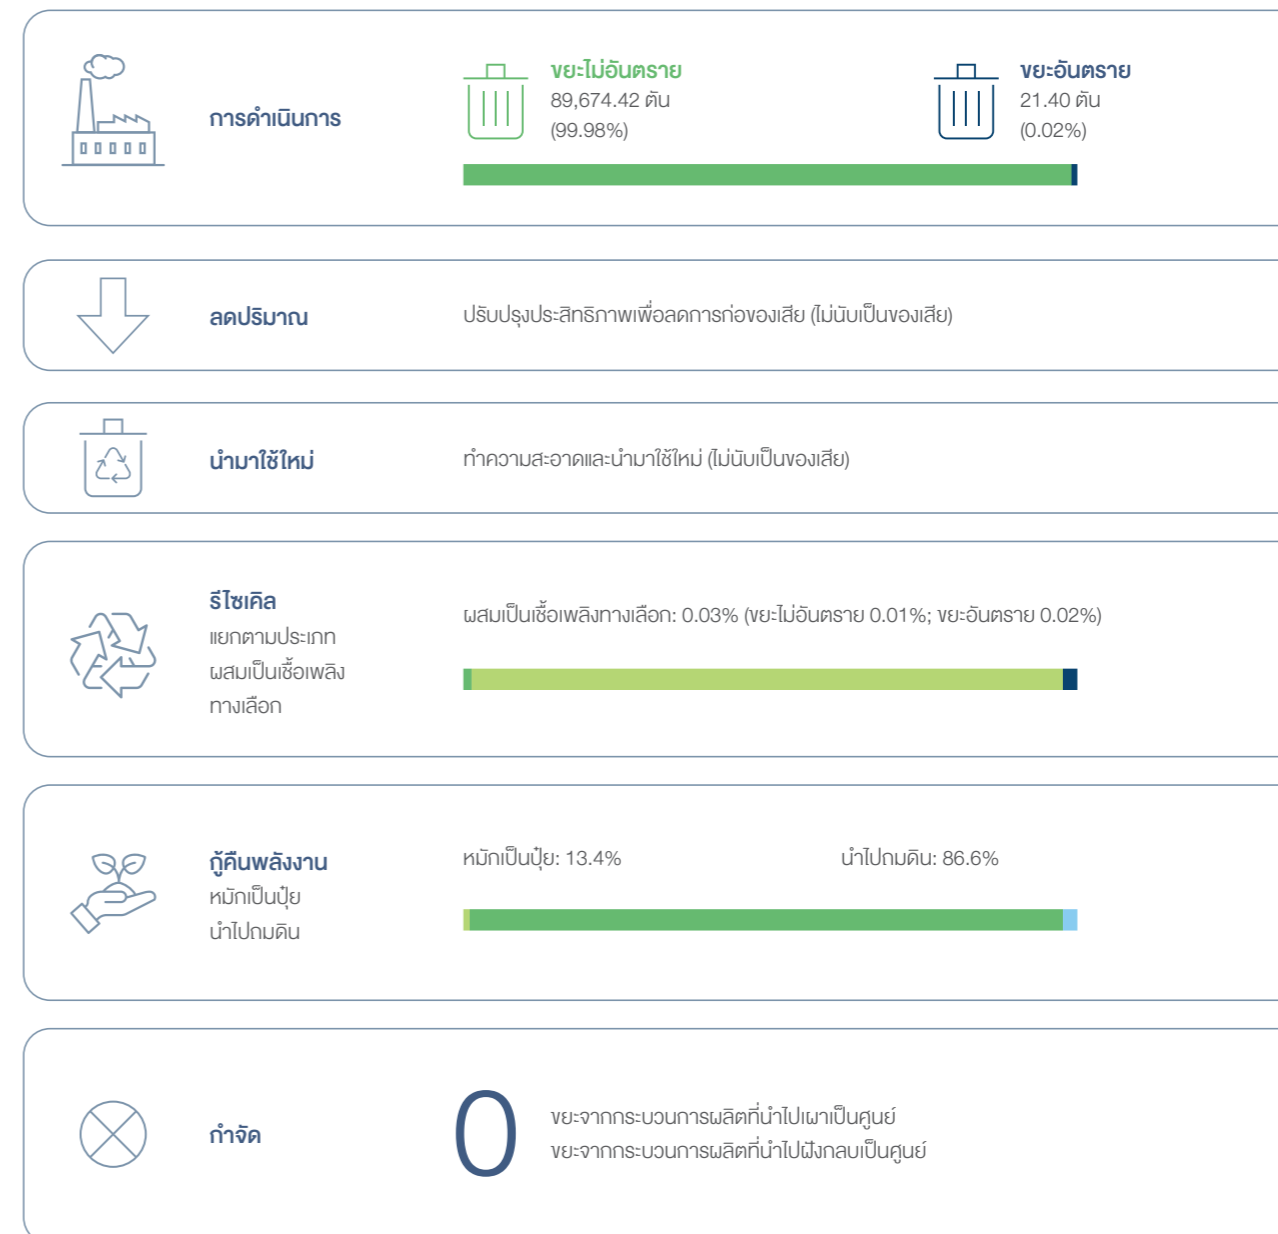 การดำเนินการ
ขยะไม่อันตราย
89,674.42 ตัน
(99.98%)
ขยะอันตราย
21.40 ตัน
(0.02%)
ลดปริมาณ
ปรับปรุงประสิทธิภาพเพื่อลดการก่อของเสีย (ไม่นับเป็นของเสีย)
นำมาใช้ใหม่
ทำความสะอาดและนำมาใช้ใหม่ (ไม่นับเป็นของเสีย)
รีไซเคิล
แยกตามประเภท
ผสมเป็นเชื้อเพลิง
ทางเลือก
ผสมเป็นเชื้อเพลิงทางเลือก: 0.03% (ขยะไม่อันตราย 0.01%; ขยะอันตราย 0.02%)
กู้คืนพลังงาน
หมักเป็นปุ๋ย
นำไปถมดิน
หมักเป็นปุ๋ย: 13.4%
นำไปถมดิน: 86.6%
กำจัด
0
ขยะจากกระบวนการผลิตที่นำไปเผาเป็นศูนย์
ขยะจากกระบวนการผลิตที่นำไปฝังกลบเป็นศูนย์